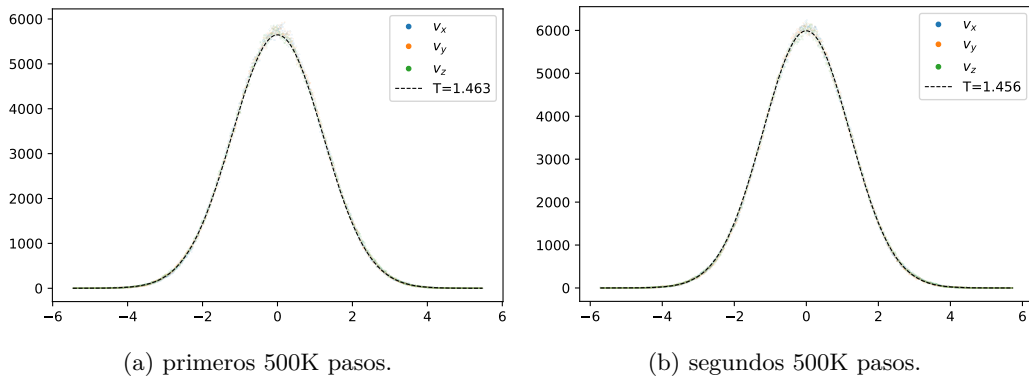 6000
5000
4000
3000
2000
1000
0
−6 −4 −2 0 2 4 6
v_x
v_y
v_z
T=1.463
6000
5000
4000
3000
2000
1000
0
−6 −4 −2 0 2 4 6
v_x
v_y
v_z
T=1.456
(a) primeros 500K pasos.
(b) segundos 500K pasos.